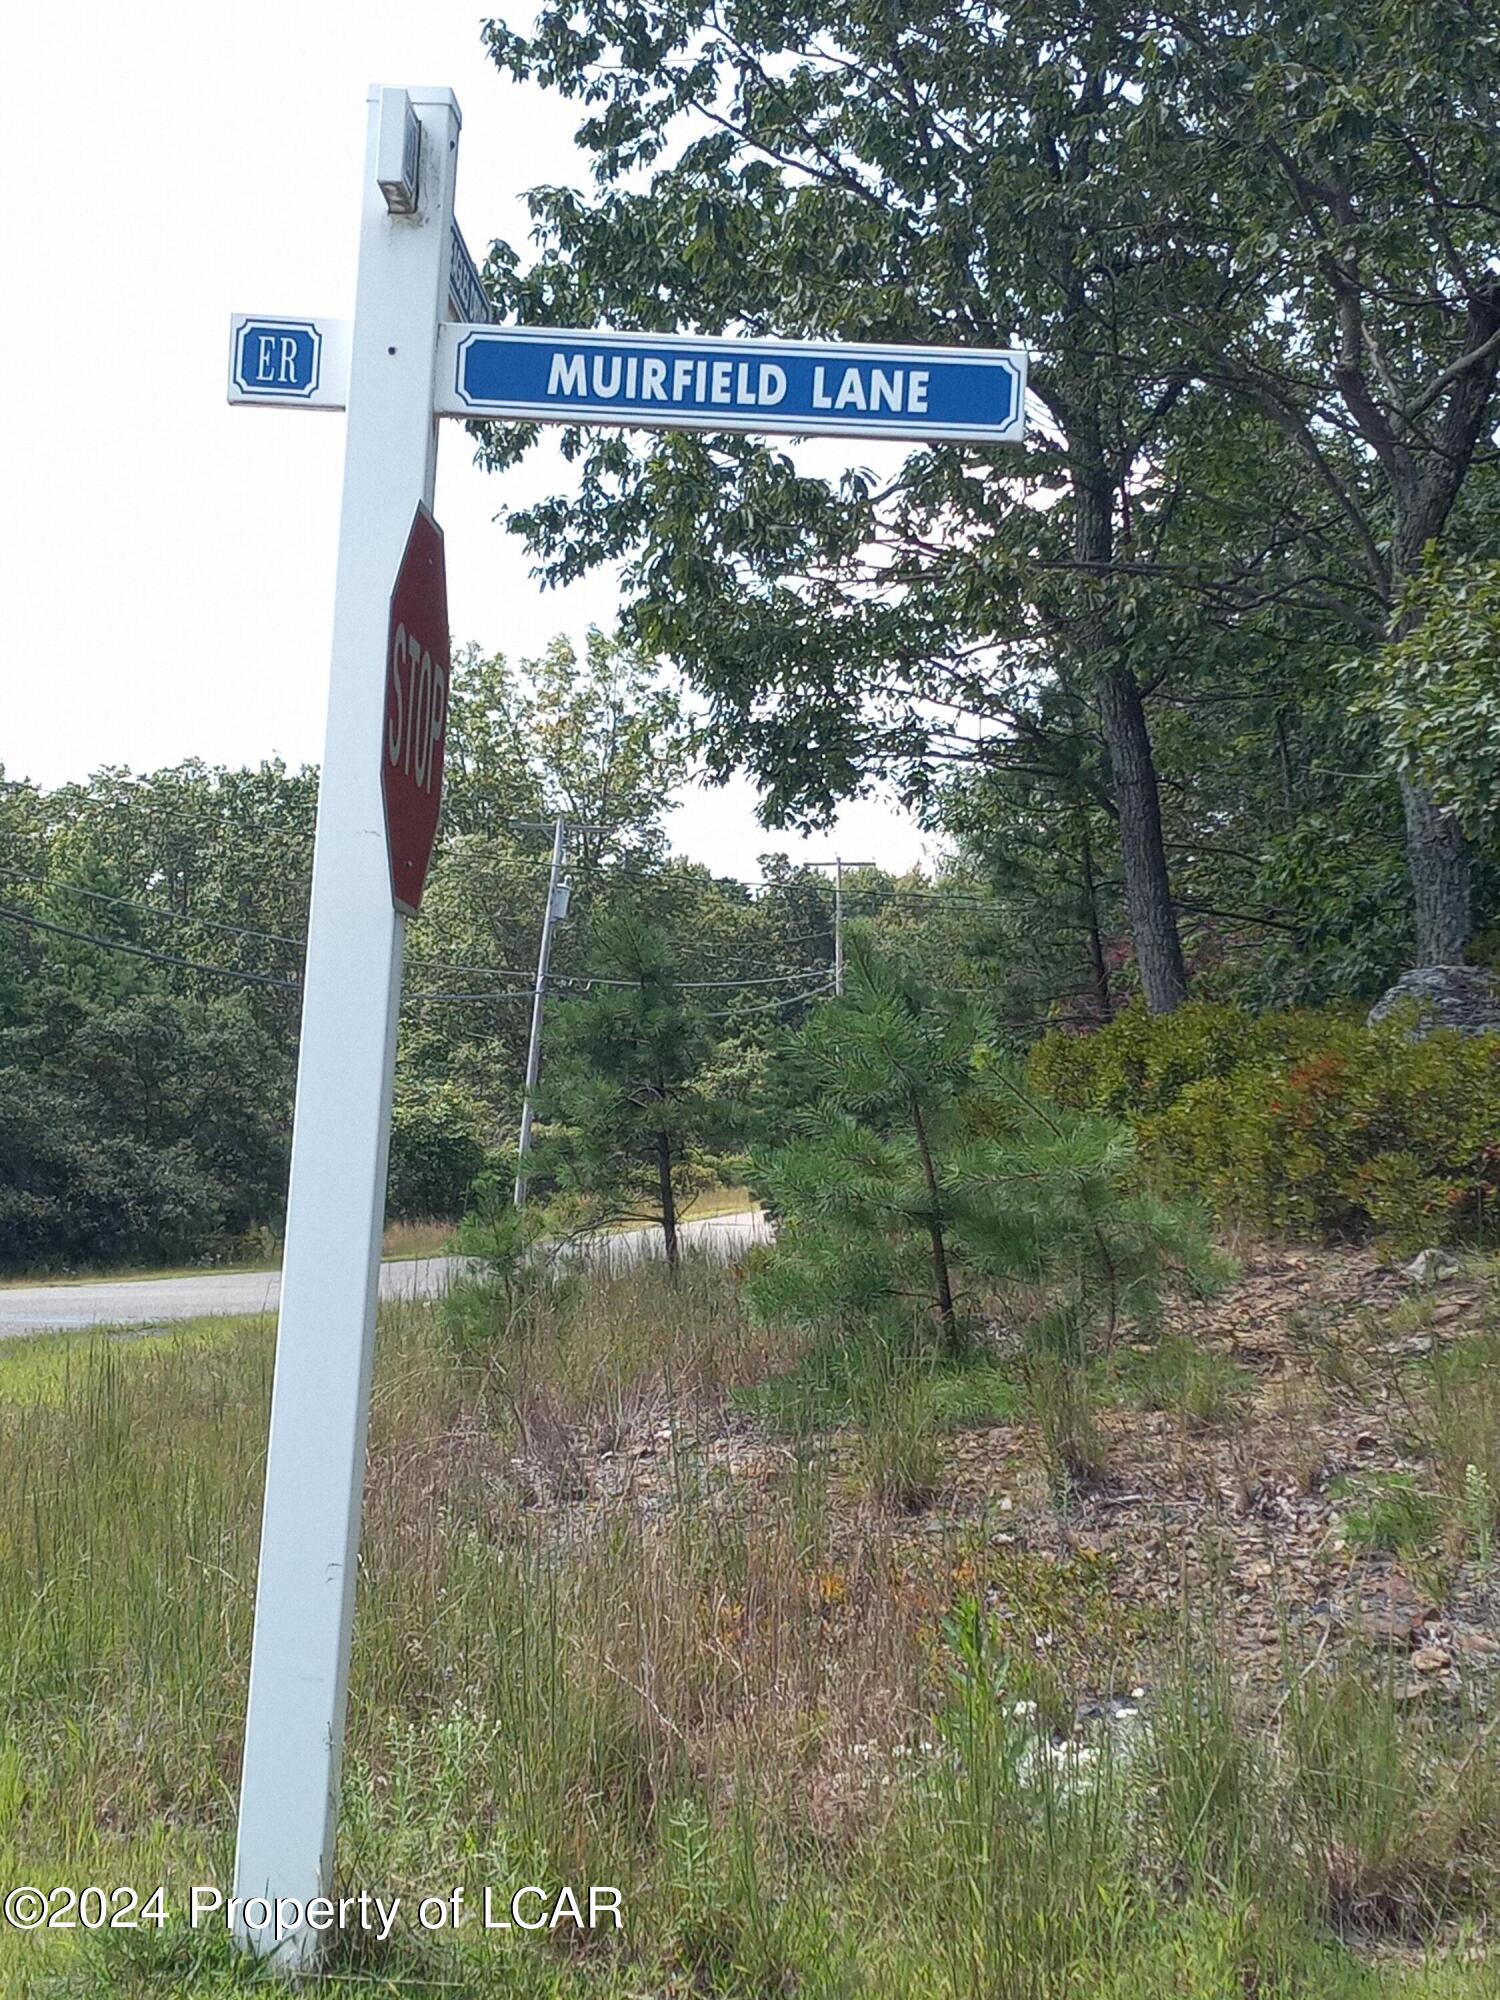 ER
MUIRFIELD LANE
STOP
©2024 Property of LCAR